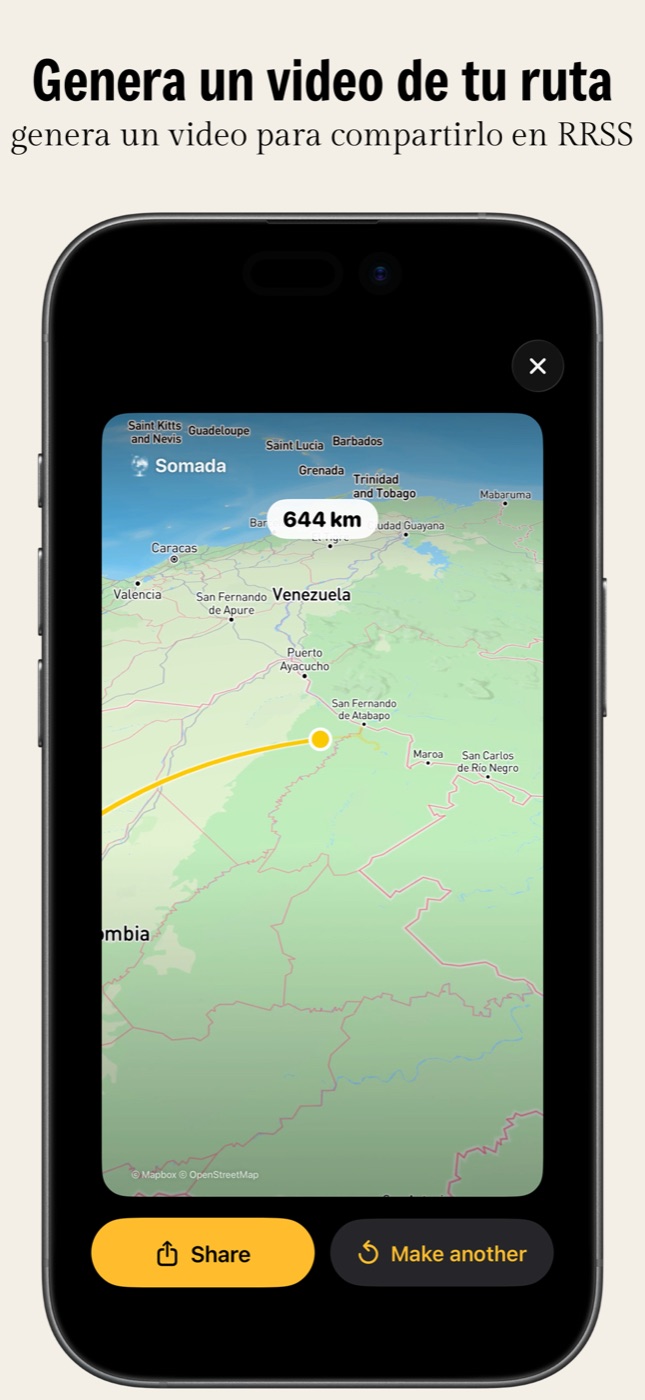 Genera un video de tu ruta
genera un video para compartirlo en RRSS
Saint Kitts
and Nevis
Guadeloupe
Saint Lucia
Barbados
Somada
Grenada
Trinidad
and Tobago
Mabaruma
644 km
Caracas
Valencia
San Fernando
de Apure
Venezuela
Puerto
Ayacucho
San Fernando
de Atabapo
Maroa
San Carlos
de Río Negro
ombia
© Mapbox © OpenStreetMap
Share
Make another